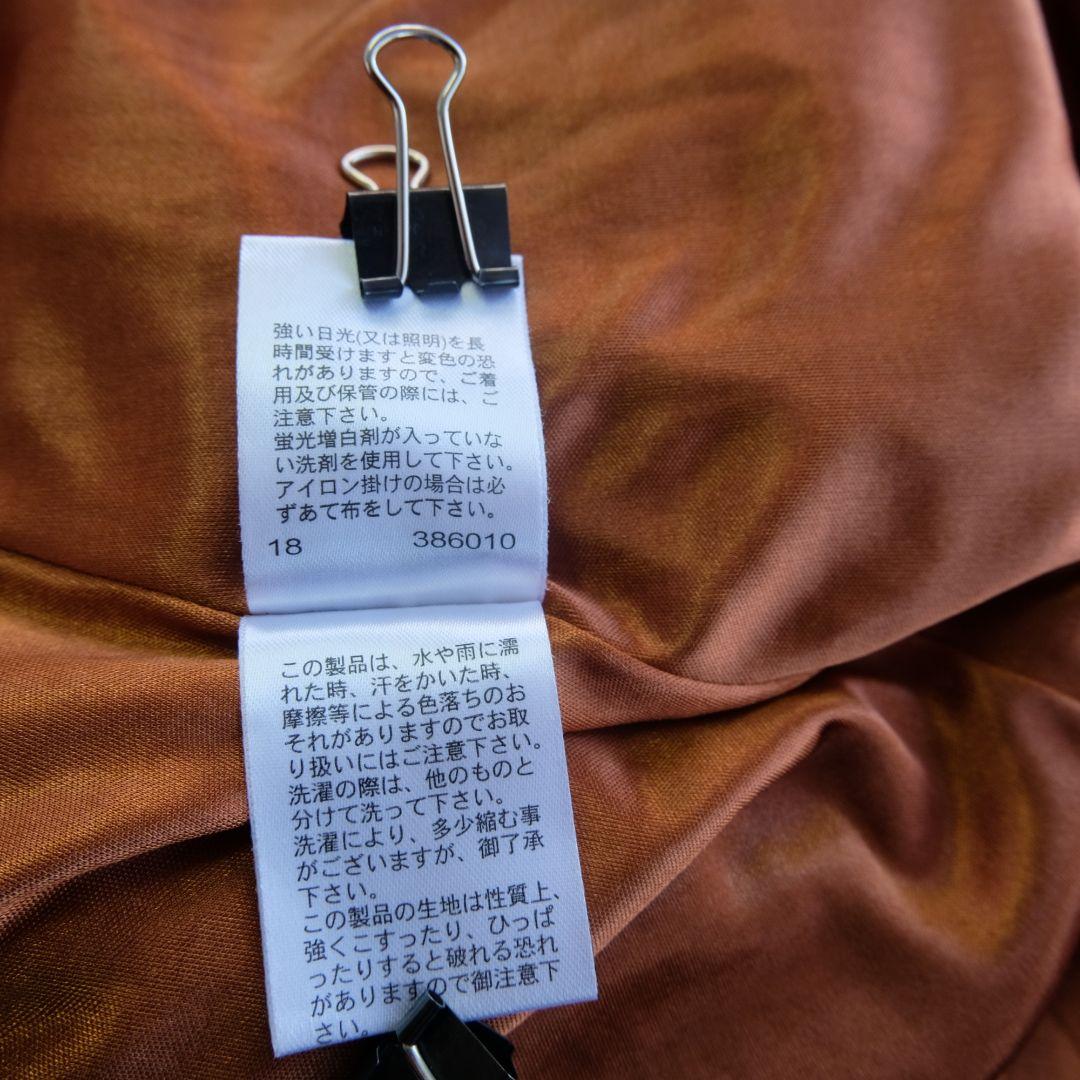 強い日光(又は照明)を長
時間受けますと変色の恐
れがありますので、ご着
用及び保管の際には、ご
注意下さい。
蛍光増白剤が入っていな
い洗剤を使用して下さい。
アイロン掛けの場合は必
ずあて布をして下さい。
18 386010
この製品は、水や雨に濡
れた時、汗をかいた時、
摩擦等による色落ちのお
それがありますのでお取
り扱いにはご注意下さい。
洗濯の際は、他のものと
分けて洗って下さい。
洗濯により、多少縮む事
がございますが、御了承
下さい。
この製品の生地は性質上、
強くこすったり、ひっぱ
ったりすると破れる恐れ
がありますので御注意下
さい。